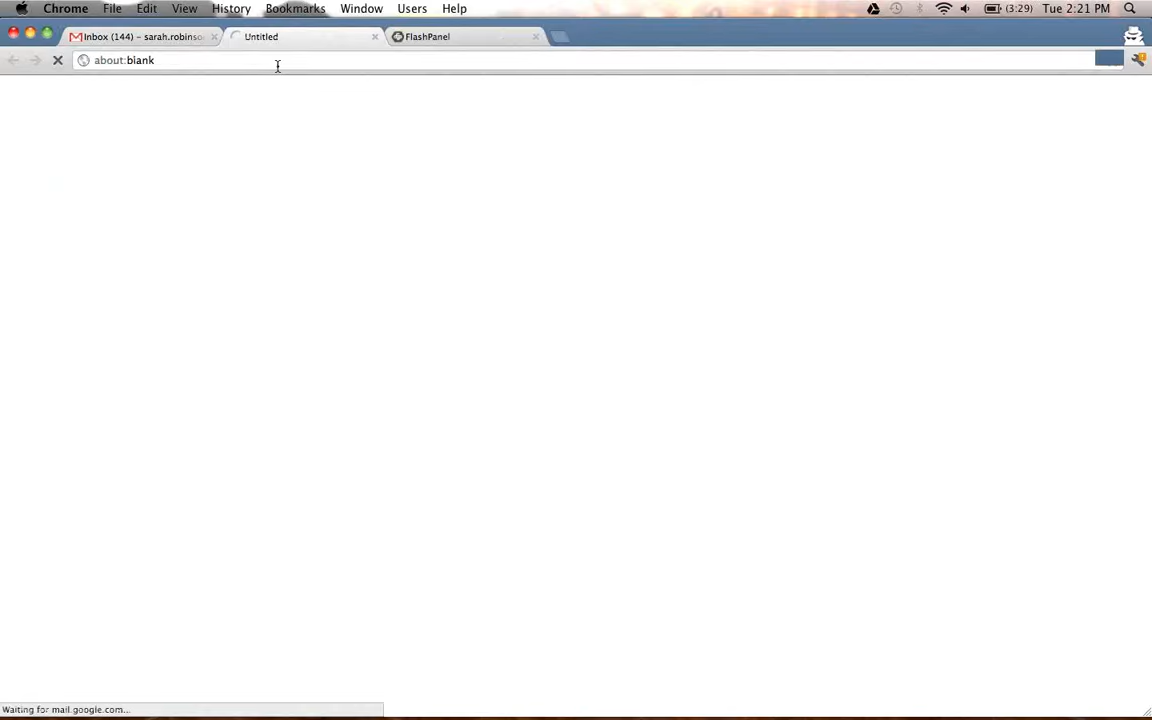 Chrome File Edit View History Bookmarks Window Users Help (3:29) Tue 2:21 PM
Inbox (144) – sarah.robinso Untitled FlashPanel
about:blank
Waiting for mail.google.com...